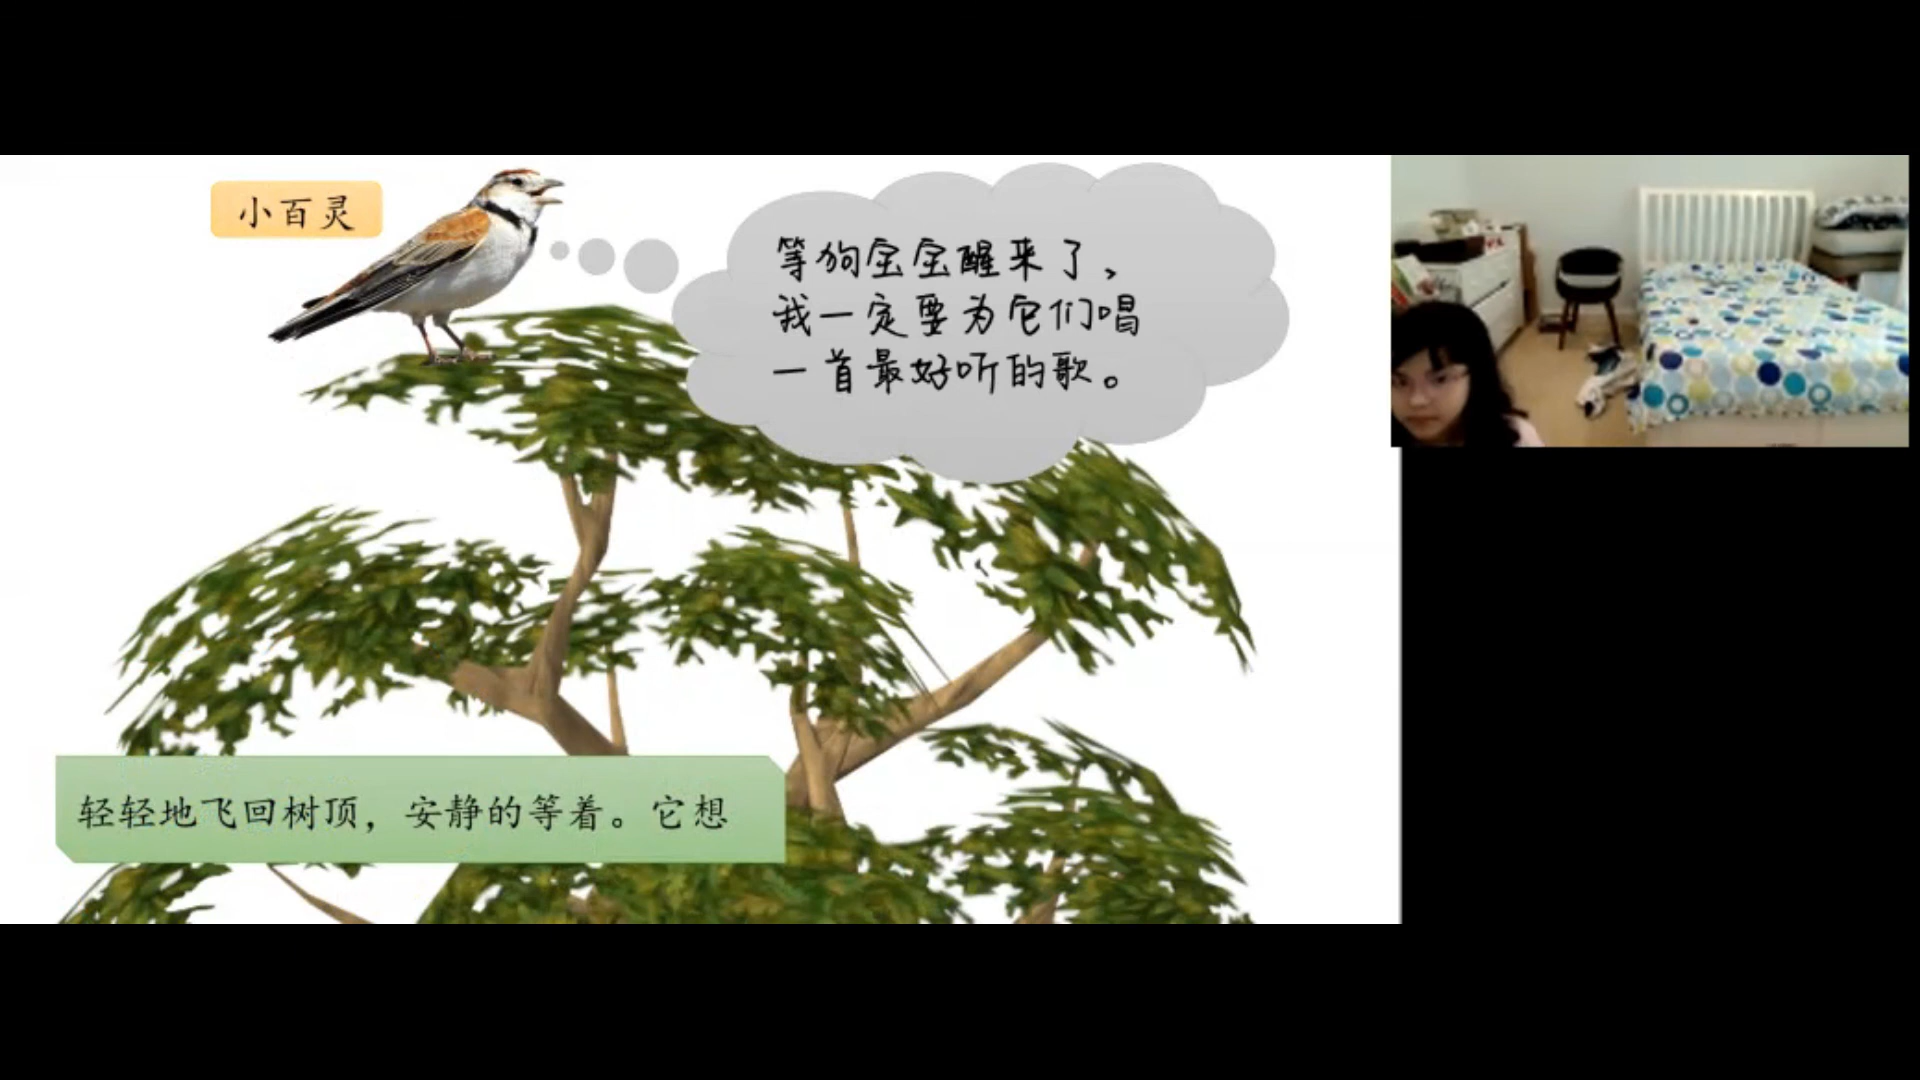 小百灵
等狗宝宝醒来了，
我一定要为它们唱
一首最好听的歌。
轻轻地飞回树顶，安静的等着。它想